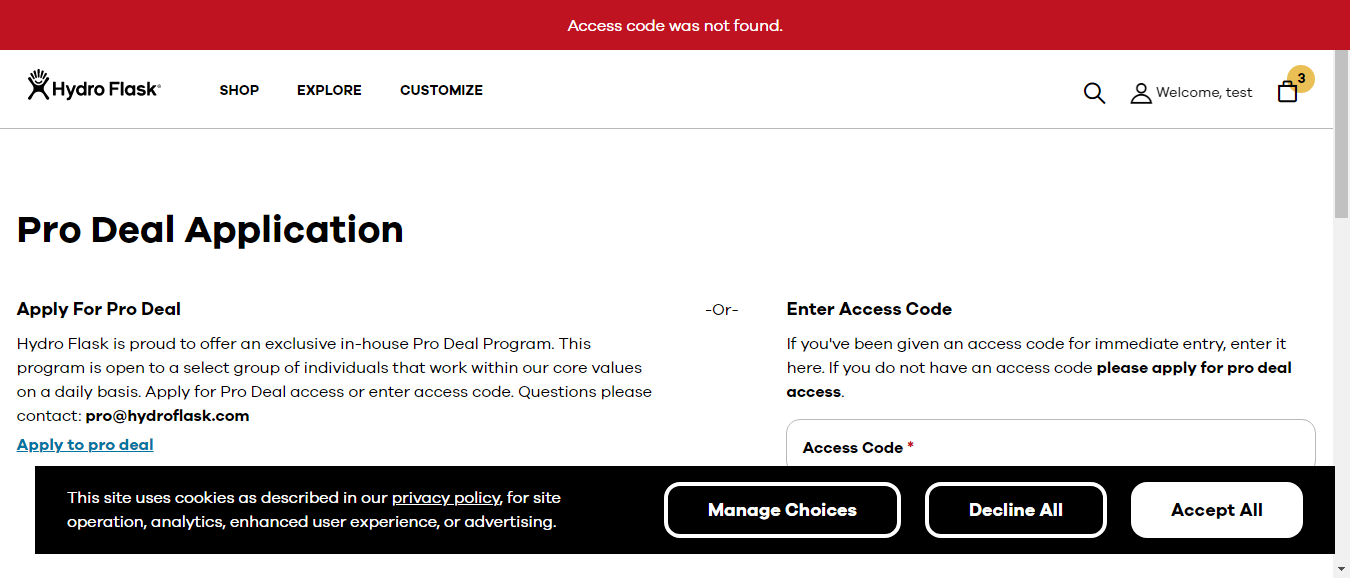 Access code was not found.
Hydro Flask
SHOP
EXPLORE
CUSTOMIZE
Welcome, test
3
Pro Deal Application
Apply For Pro Deal
Hydro Flask is proud to offer an exclusive in-house Pro Deal Program. This
program is open to a select group of individuals that work within our core values
on a daily basis. Apply for Pro Deal access or enter access code. Questions please
contact: pro@hydroflask.com
Apply to pro deal
-Or-
Enter Access Code
If you've been given an access code for immediate entry, enter it
here. If you do not have an access code please apply for pro deal
access.
Access Code *
This site uses cookies as described in our privacy policy, for site
operation, analytics, enhanced user experience, or advertising.
Manage Choices
Decline All
Accept All